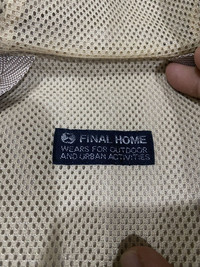 FINAL HOME
WEARS FOR OUTDOOR
AND URBAN ACTIVITIES